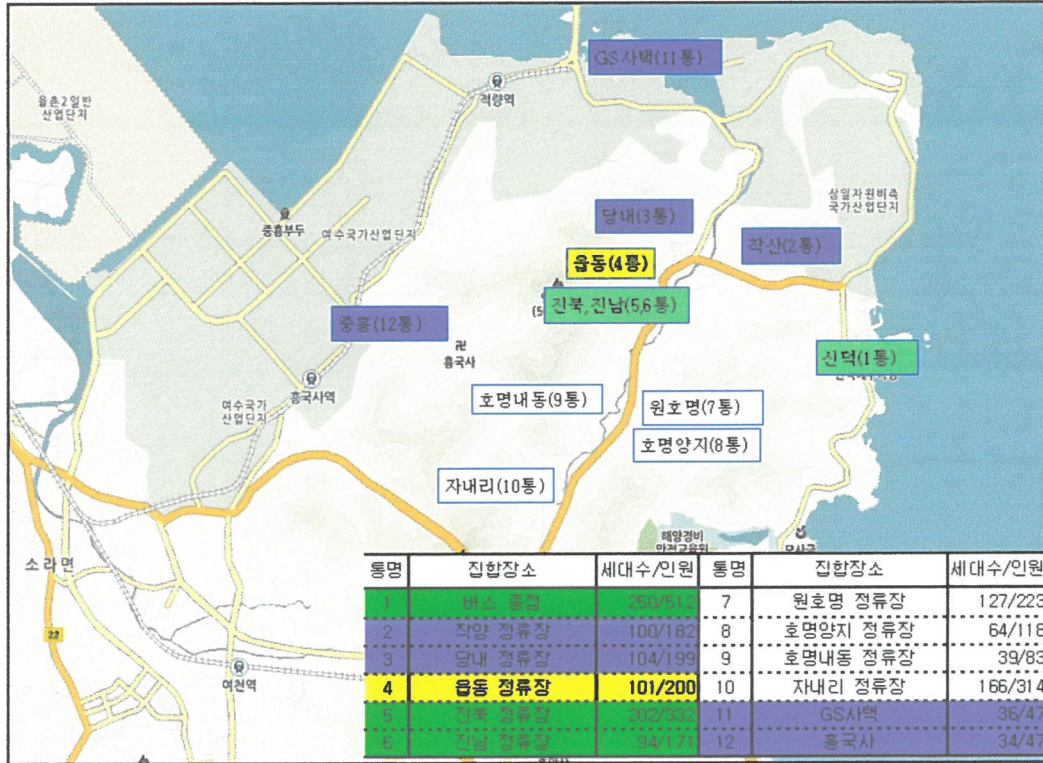 GS사택(11통)
적량역
율촌2일반
산업단지
삼일자원비축
국가산업단지
당내(3통)
중흥부두
여수국가산업단지
작산(2통)
읍동(4통)
진북,진남(5,6통)
중흥(12통)
흥국사
신덕(1통)
흥국사역
호명내동(9통)
원호명(7통)
여수국가
산업단지
호명양지(8통)
자내리(10통)
해양경비
안전교육원
소라면
22
여천역
통명 집합장소 세대수/인원 통명 집합장소 세대수/인원
1 버스 종점 250/512 7 원호명 정류장 127/223
2 작양 정류장 100/182 8 호명양지 정류장 64/118
3 당내 정류장 104/199 9 호명내동 정류장 39/83
4 읍동 정류장 101/200 10 자내리 정류장 166/314
5 진북 정류장 202/332 11 GS사택 36/47
6 진남 정류장 94/171 12 흥국사 34/47